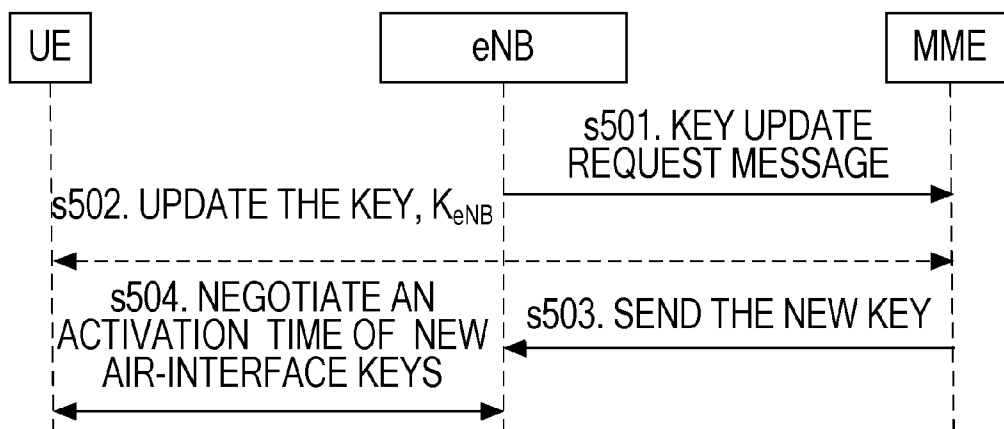 UE
eNB
MME
s501. KEY UPDATE
REQUEST MESSAGE
s502. UPDATE THE KEY, KeNB
s504. NEGOTIATE AN
ACTIVATION TIME OF NEW
AIR-INTERFACE KEYS
s503. SEND THE NEW KEY